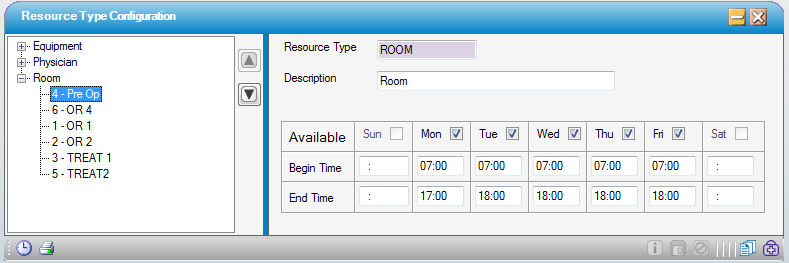 Resource Type Configuration
Equipment
Physician
Room
4 - Pre Op
6 - OR 4
1 - OR 1
2 - OR 2
3 - TREAT 1
5 - TREAT2
Resource Type ROOM
Description Room
Available Sun Mon Tue Wed Thu Fri Sat
Begin Time : 07:00 07:00 07:00 07:00 07:00 :
End Time : 17:00 18:00 18:00 18:00 18:00 :